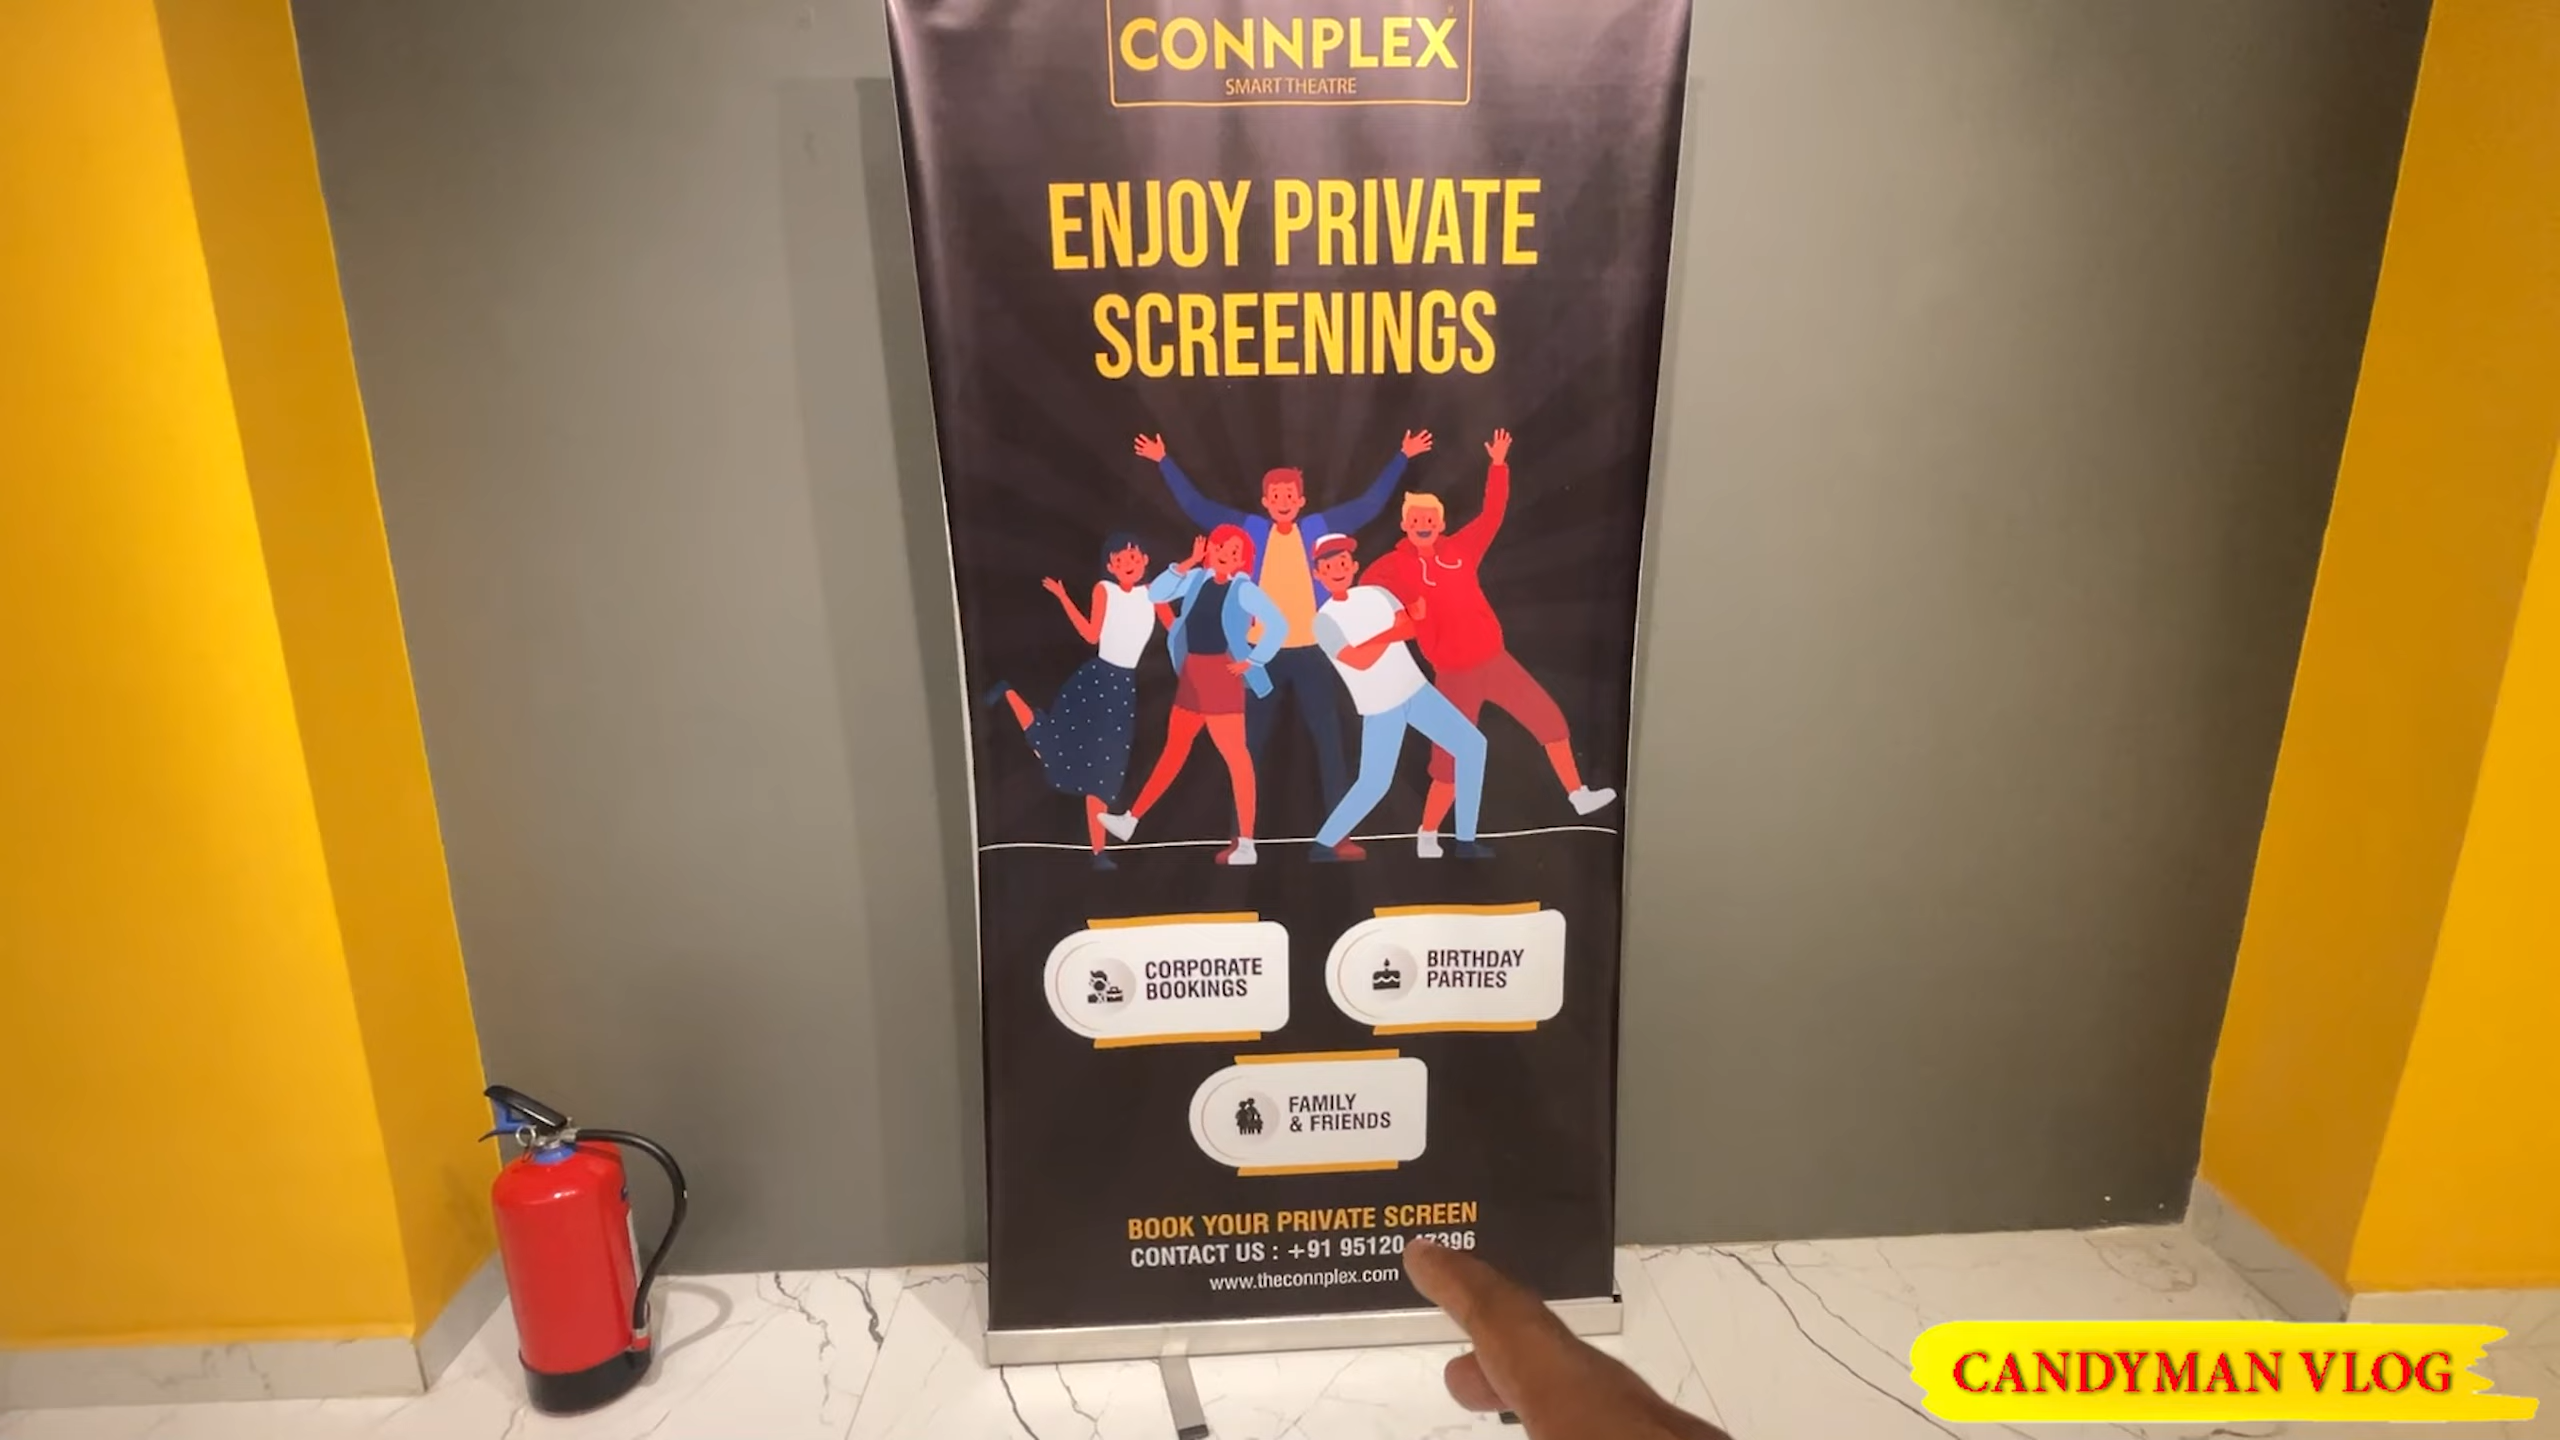 CONNPLEX
SMART THEATRE
ENJOY PRIVATE
SCREENINGS
CORPORATE
BOOKINGS
BIRTHDAY
PARTIES
FAMILY
& FRIENDS
BOOK YOUR PRIVATE SCREEN
CONTACT US : +91 95120
www.theconnplex.com
CANDYMAN VLOG